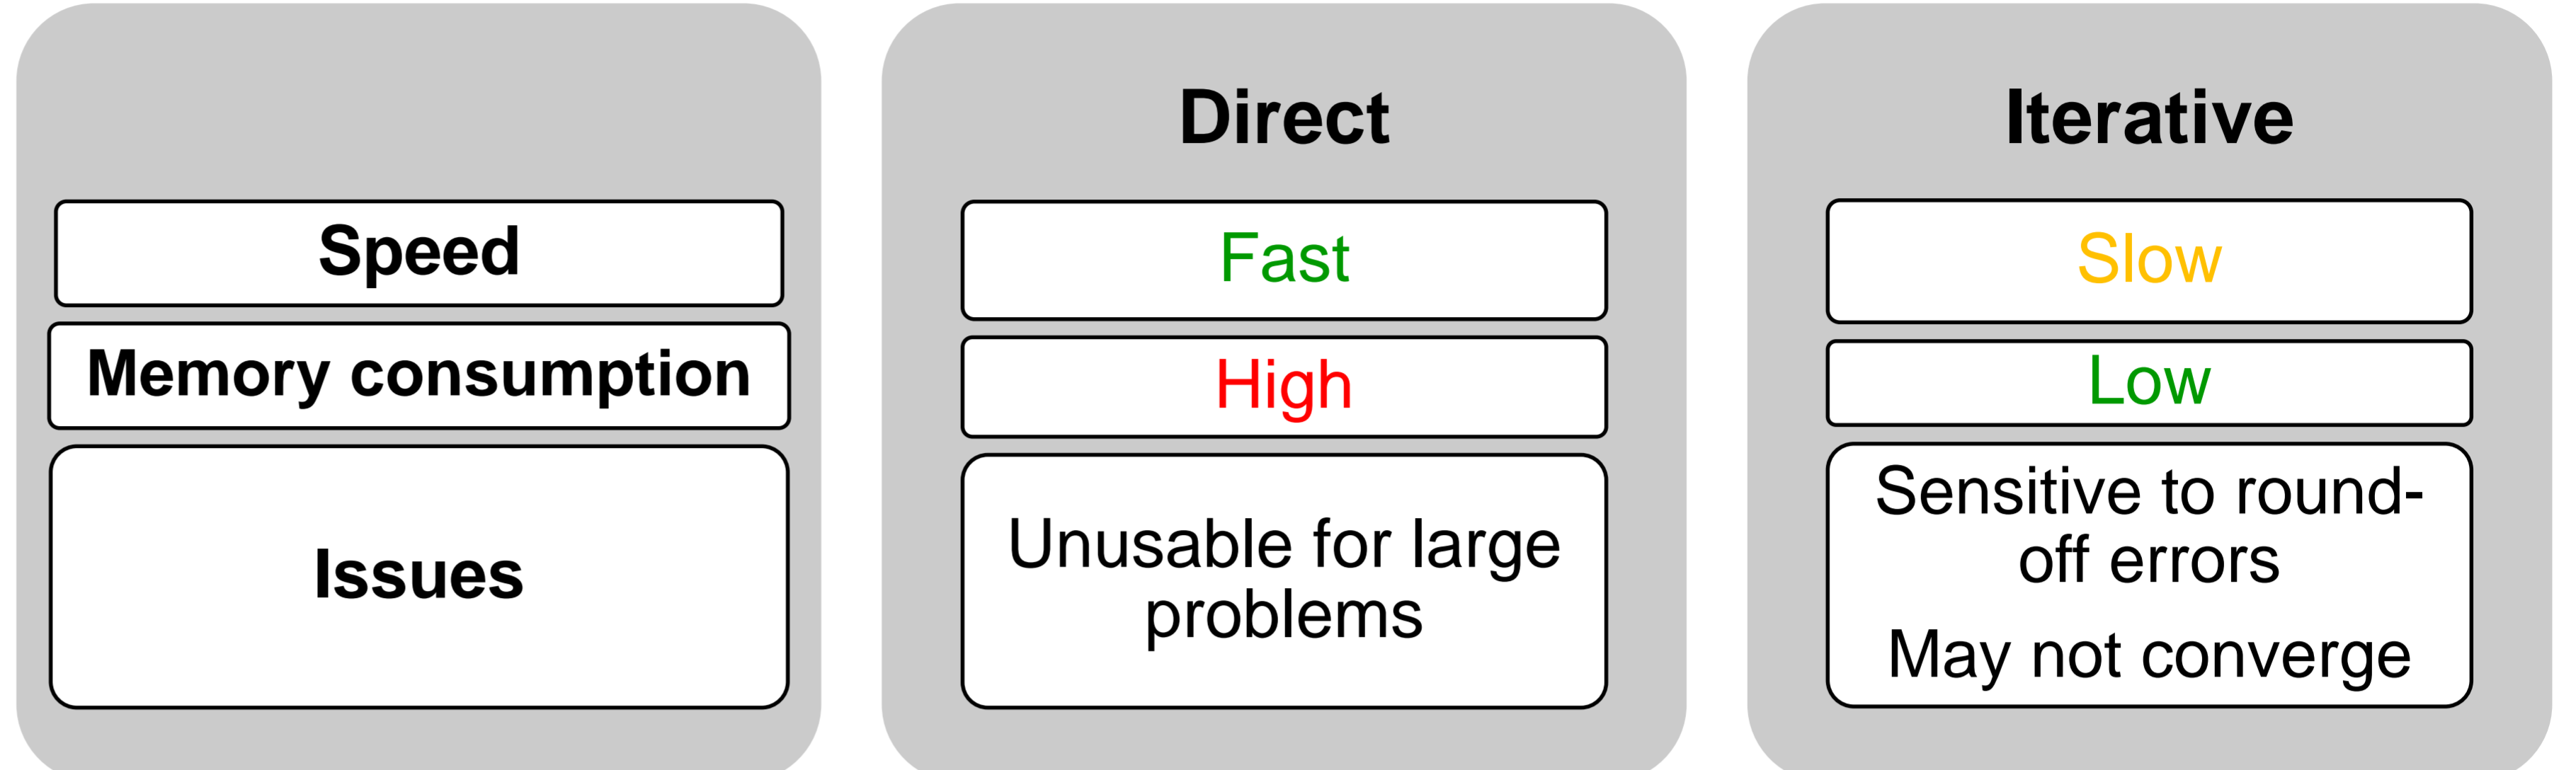 Direct
Iterative
Speed
Fast
Slow
Memory consumption
High
Low
Issues
Unusable for large
problems
Sensitive to round-
off errors
May not converge